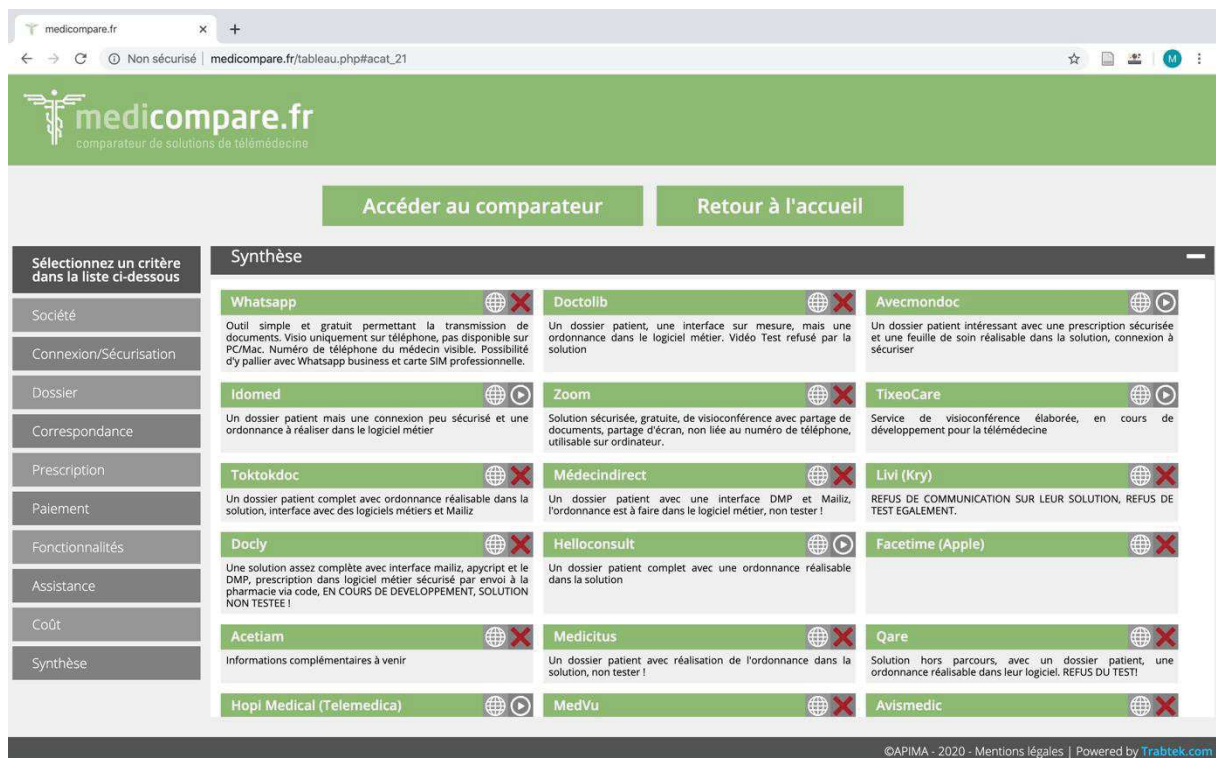 medicompare.fr
Non sécurisé medicompare.fr/tableau.php#acat_21
M
medicompare.fr
comparateur de solutions de télémédecine
Accéder au comparateur
Retour à l'accueil
Sélectionnez un critère
dans la liste ci-dessous
Société
Connexion/Sécurisation
Dossier
Correspondance
Prescription
Paiement
Fonctionnalités
Assistance
Coût
Synthèse
Synthèse
Whatsapp
Outil simple et gratuit permettant la transmission de
documents. Visio uniquement sur téléphone, pas disponible sur
PC/Mac. Numéro de téléphone du médecin visible. Possibilité
d'y pallier avec Whatsapp business et carte SIM professionnelle.
Doctolib
Un dossier patient, une interface sur mesure, mais une
ordonnance dans le logiciel métier. Vidéo Test refusé par la
solution
Avecmondoc
Un dossier patient intéressant avec une prescription sécurisée
et une feuille de soin réalisable dans la solution, connexion à
sécuriser
Idomed
Un dossier patient mais une connexion peu sécurisé et une
ordonnance à réaliser dans le logiciel métier
Zoom
Solution sécurisée, gratuite, de visioconférence avec partage de
documents, partage d'écran, non liée au numéro de téléphone,
utilisable sur ordinateur.
TixeoCare
Service de visioconférence élaborée, en cours de
développement pour la télémédecine
Toktokdoc
Un dossier patient complet avec ordonnance réalisable dans la
solution, interface avec des logiciels métiers et Mailiz
Médecindirect
Un dossier patient avec une interface DMP et Mailiz,
l'ordonnance est à faire dans le logiciel métier, non tester !
Livi (Kry)
REFUS DE COMMUNICATION SUR LEUR SOLUTION, REFUS DE
TEST EGALEMENT.
Docly
Une solution assez complète avec interface mailiz, apycript et le
DMP, prescription dans logiciel métier sécurisé par envoi à la
pharmacie via code, EN COURS DE DEVELOPPEMENT, SOLUTION
NON TESTEE !
Helloconsult
Un dossier patient complet avec une ordonnance réalisable
dans la solution
Facetime (Apple)
Acetiam
Informations complémentaires à venir
Medicitus
Un dossier patient avec réalisation de l'ordonnance dans la
solution, non tester !
Qare
Solution hors parcours, avec un dossier patient, une
ordonnance réalisable dans leur logiciel. REFUS DU TEST!
Hopi Medical (Telemedica)
MedVu
Avismedic
©APIMA - 2020 - Mentions légales | Powered by Trabtek.com